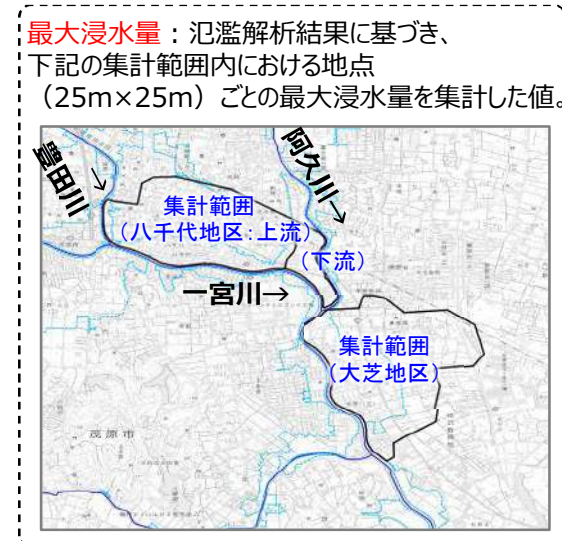 最大浸水量：氾濫解析結果に基づき、
下記の集計範囲内における地点
（25m×25m）ごとの最大浸水量を集計した値。
豊田川→
阿久川→
集計範囲
（八千代地区：上流）
（下流）
一宮川→
集計範囲
（大芝地区）
茂原市